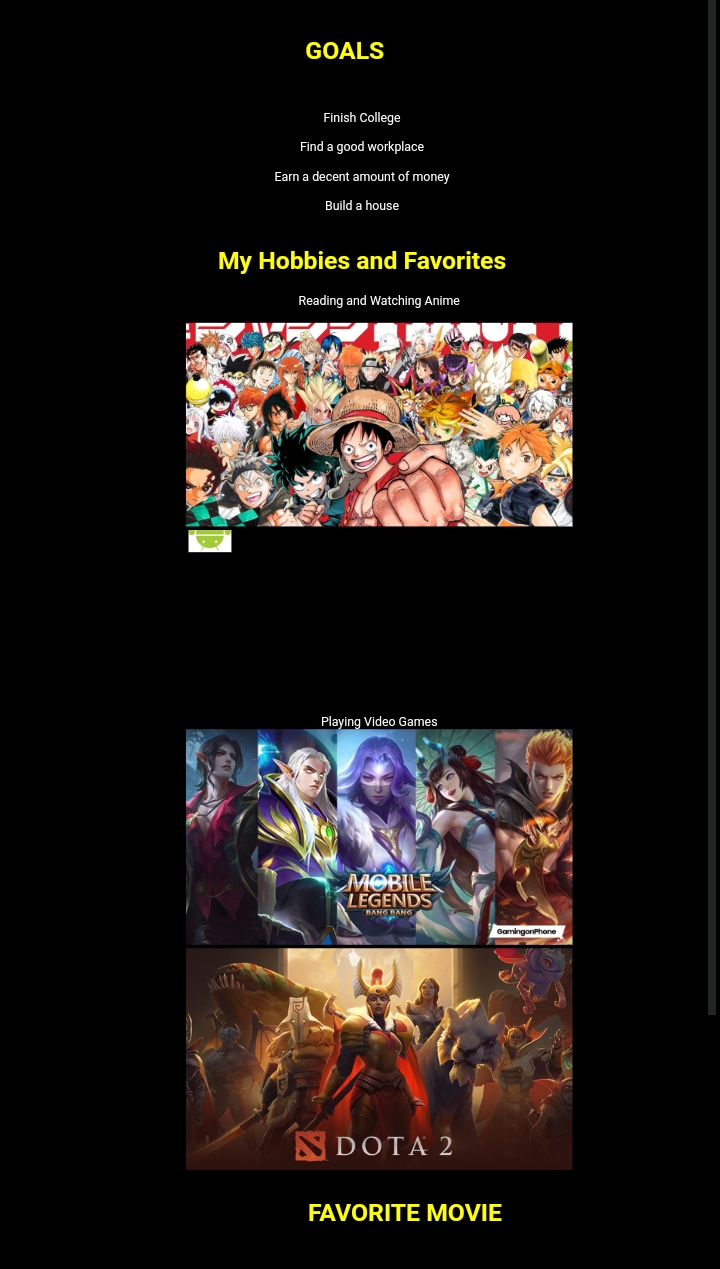 GOALS
Finish College
Find a good workplace
Earn a decent amount of money
Build a house
My Hobbies and Favorites
Reading and Watching Anime
Playing Video Games
MOBILE
LEGENDS
BANG BANG
GamingonPhone
DOTA 2
FAVORITE MOVIE